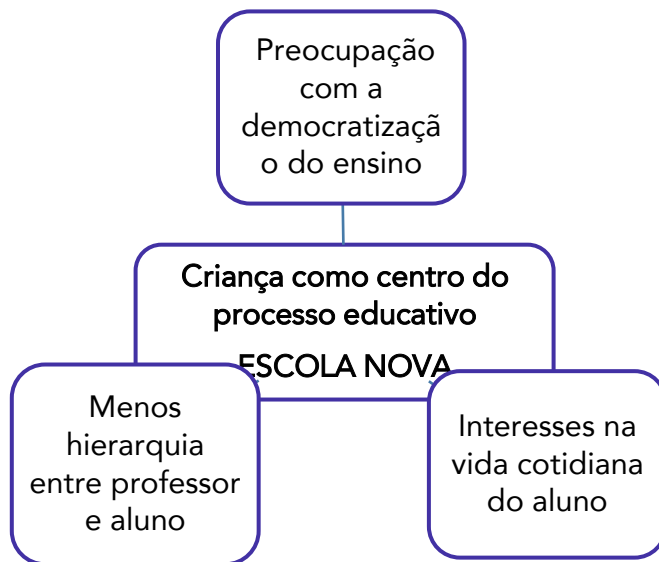 Preocupação
com a
democratizaçã
o do ensino
Criança como centro do
processo educativo
ESCOLA NOVA
Menos
hierarquia
entre professor
e aluno
Interesses na
vida cotidiana
do aluno